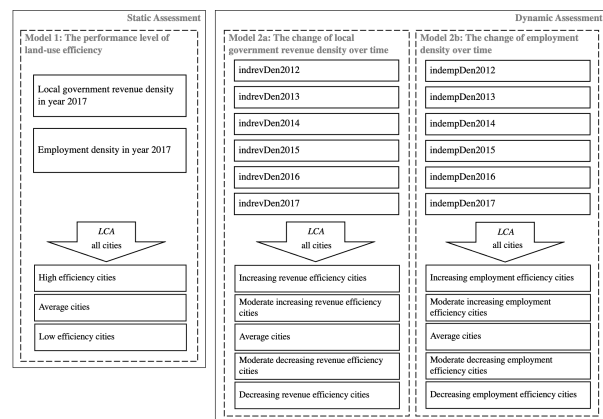 Static Assessment
Model 1: The performance level of
land-use efficiency
Local government revenue density
in year 2017
Employment density in year 2017
LCA
all cities
High efficiency cities
Average cities
Low efficiency cities
Dynamic Assessment
Model 2a: The change of local
government revenue density over time
indrevDen2012
indrevDen2013
indrevDen2014
indrevDen2015
indrevDen2016
indrevDen2017
LCA
all cities
Increasing revenue efficiency cities
Moderate increasing revenue efficiency
cities
Average cities
Moderate decreasing revenue efficiency
cities
Decreasing revenue efficiency cities
Model 2b: The change of employment
density over time
indempDen2012
indempDen2013
indempDen2014
indempDen2015
indempDen2016
indempDen2017
LCA
all cities
Increasing employment efficiency cities
Moderate increasing employment
efficiency cities
Average cities
Moderate decreasing employment
efficiency cities
Decreasing employment efficiency cities